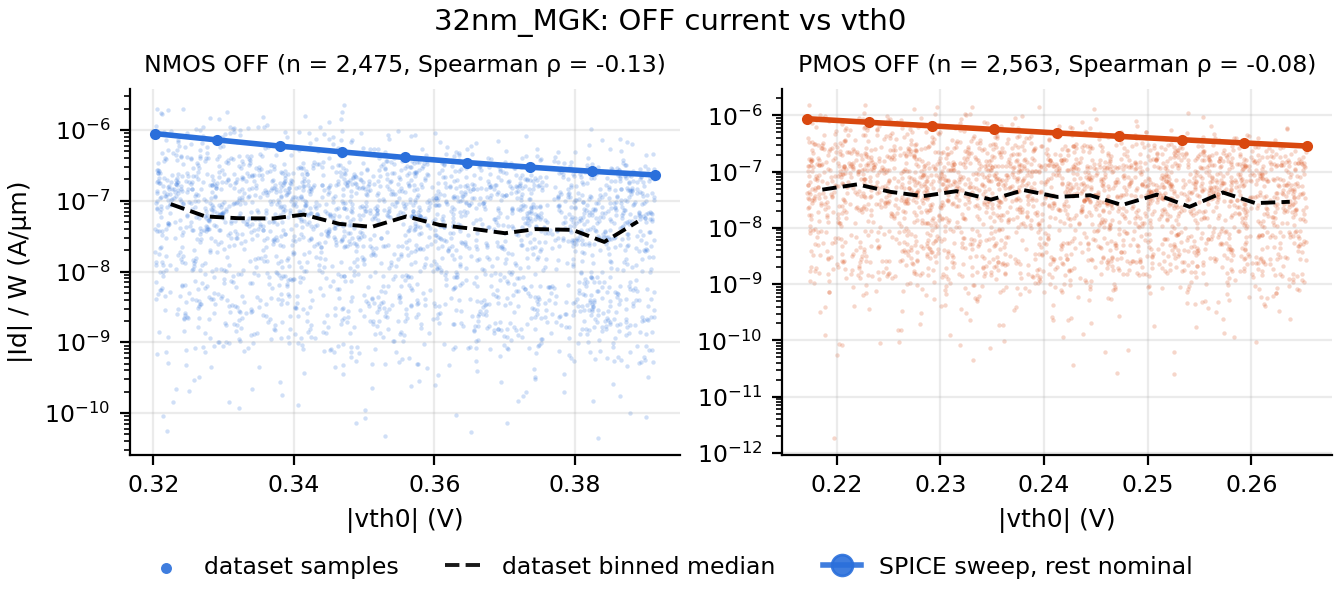 32nm_MGK: OFF current vs vth0
NMOS OFF (n = 2,475, Spearman ρ = -0.13)
PMOS OFF (n = 2,563, Spearman ρ = -0.08)
|Id| / W (A/μm)
10⁻⁶
10⁻⁷
10⁻⁸
10⁻⁹
10⁻¹⁰
0.32 0.34 0.36 0.38
|vth0| (V)
10⁻⁶
10⁻⁷
10⁻⁸
10⁻⁹
10⁻¹⁰
10⁻¹¹
10⁻¹²
0.22 0.23 0.24 0.25 0.26
|vth0| (V)
dataset samples dataset binned median SPICE sweep, rest nominal